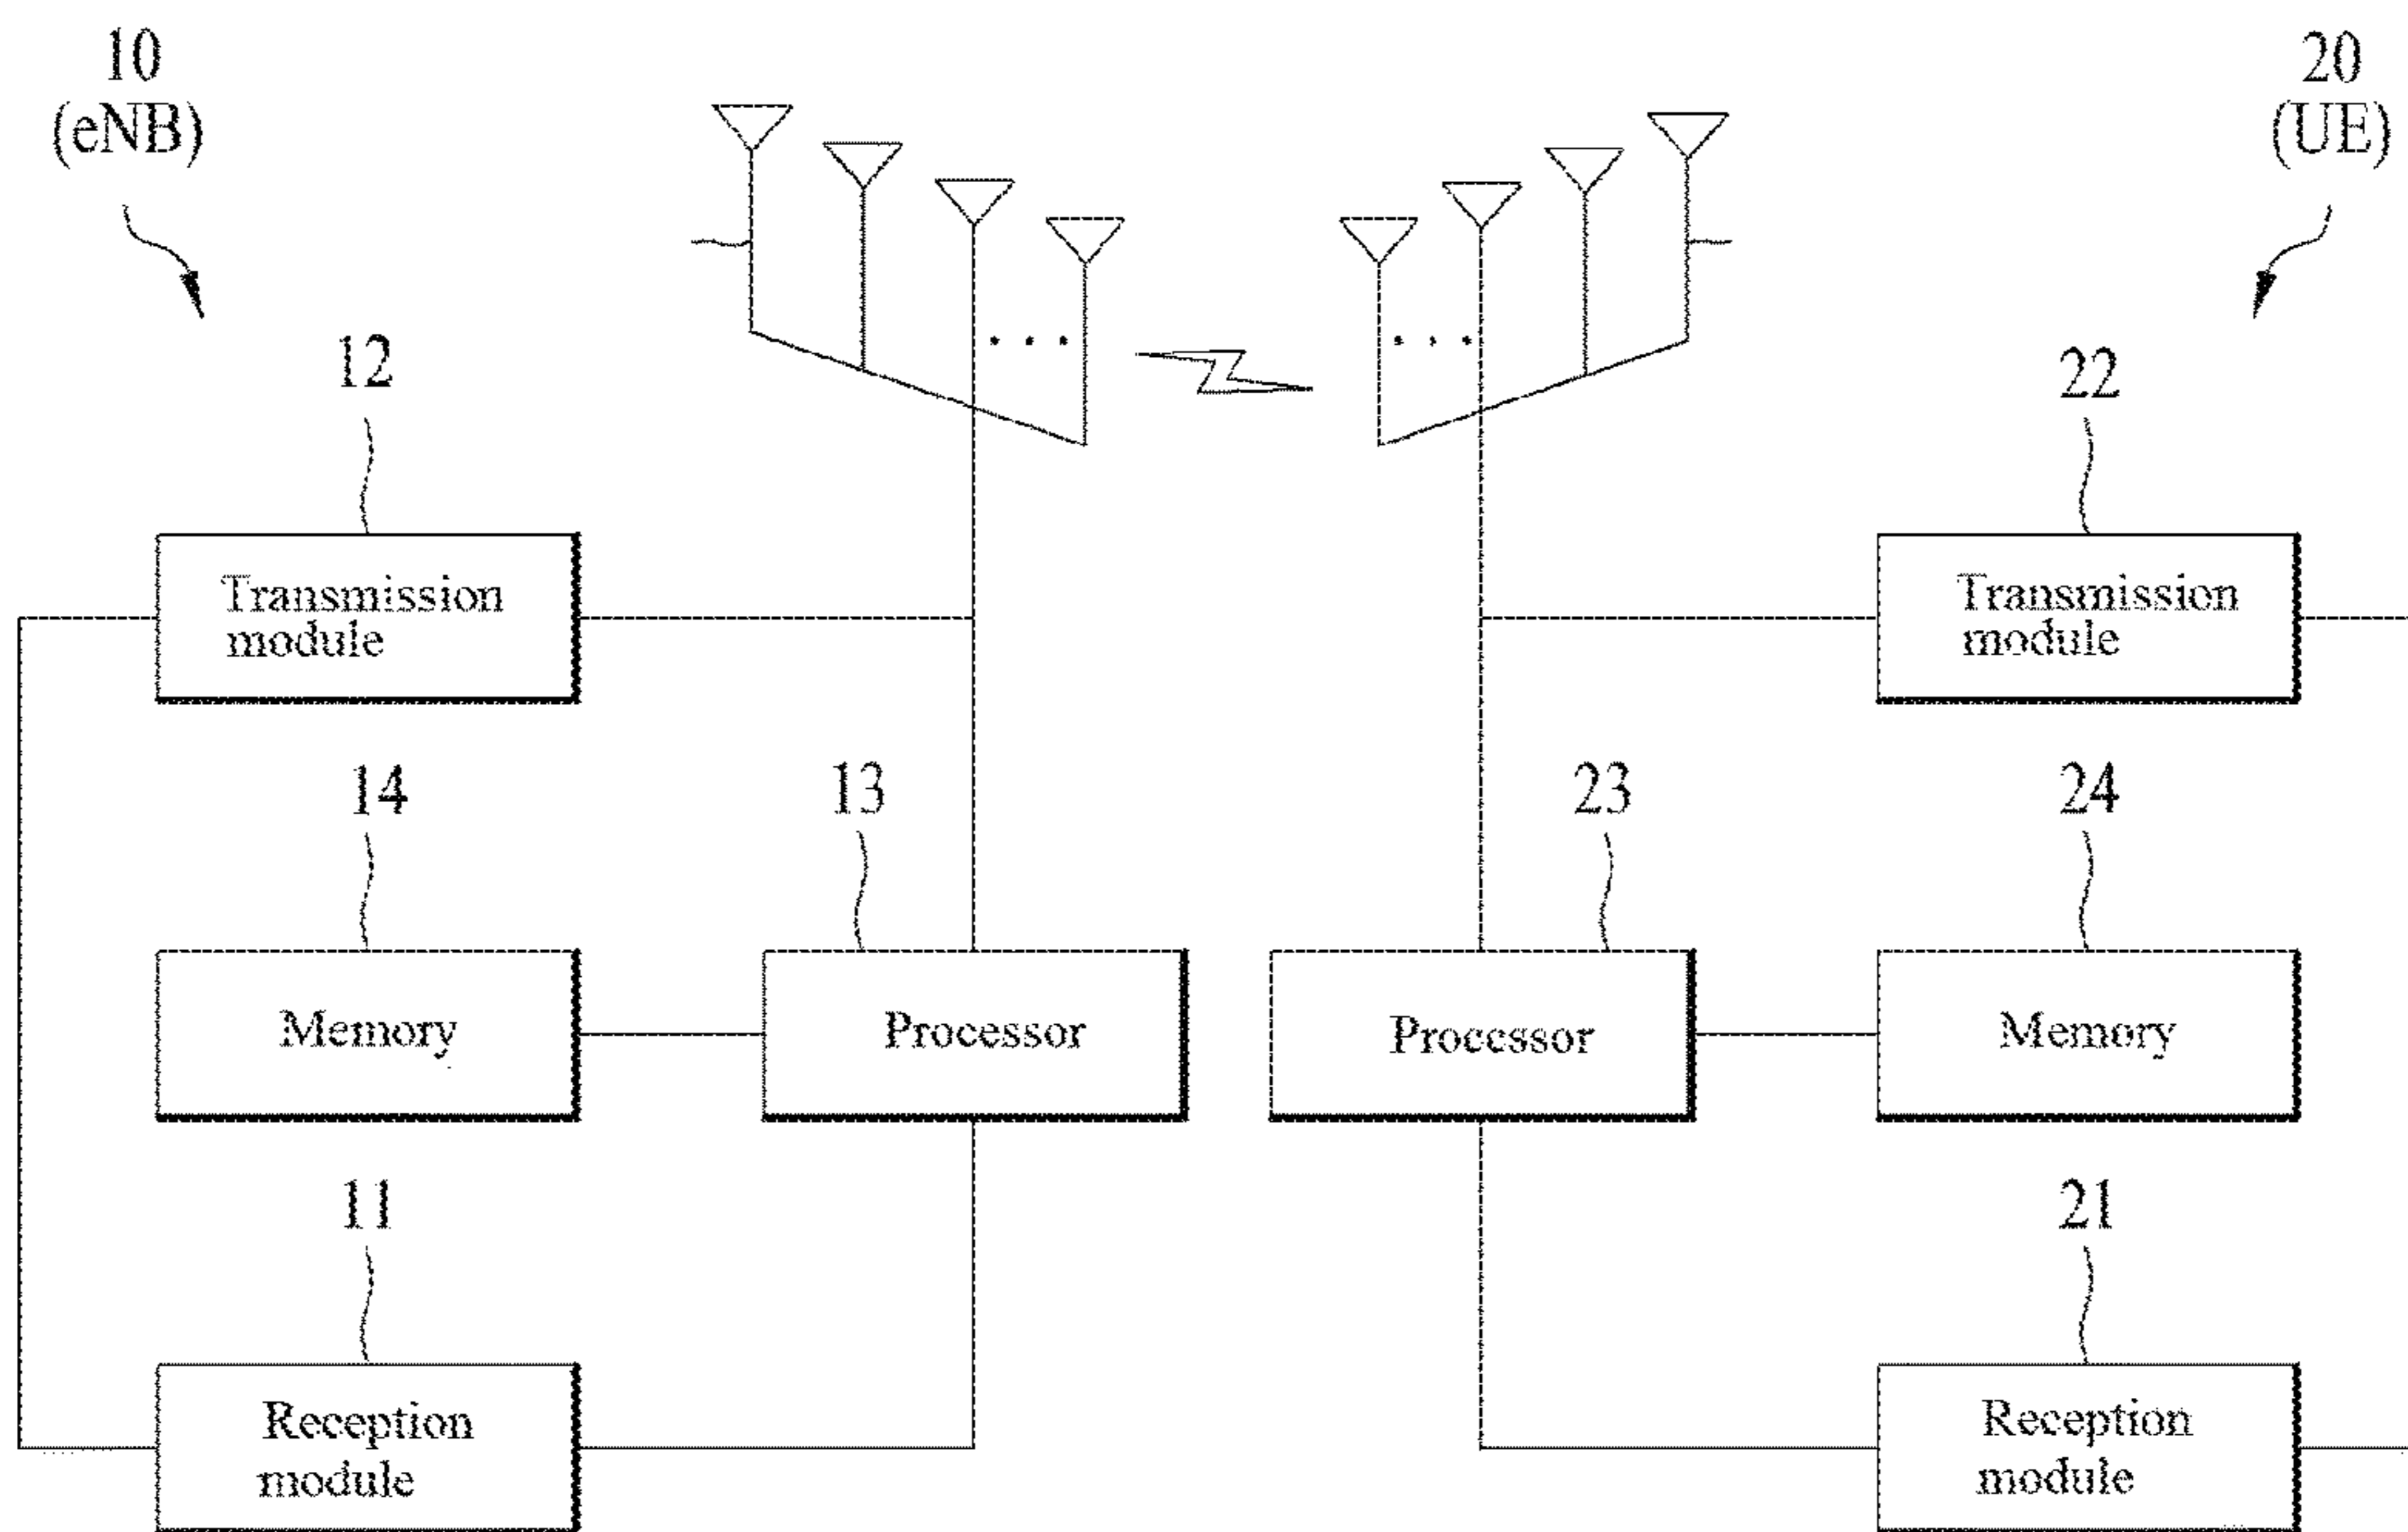 10
(eNB)
20
(UE)
12
22
Transmission
module
Transmission
module
14
13
23
24
Memory
Processor
Processor
Memory
11
21
Reception
module
Reception
module